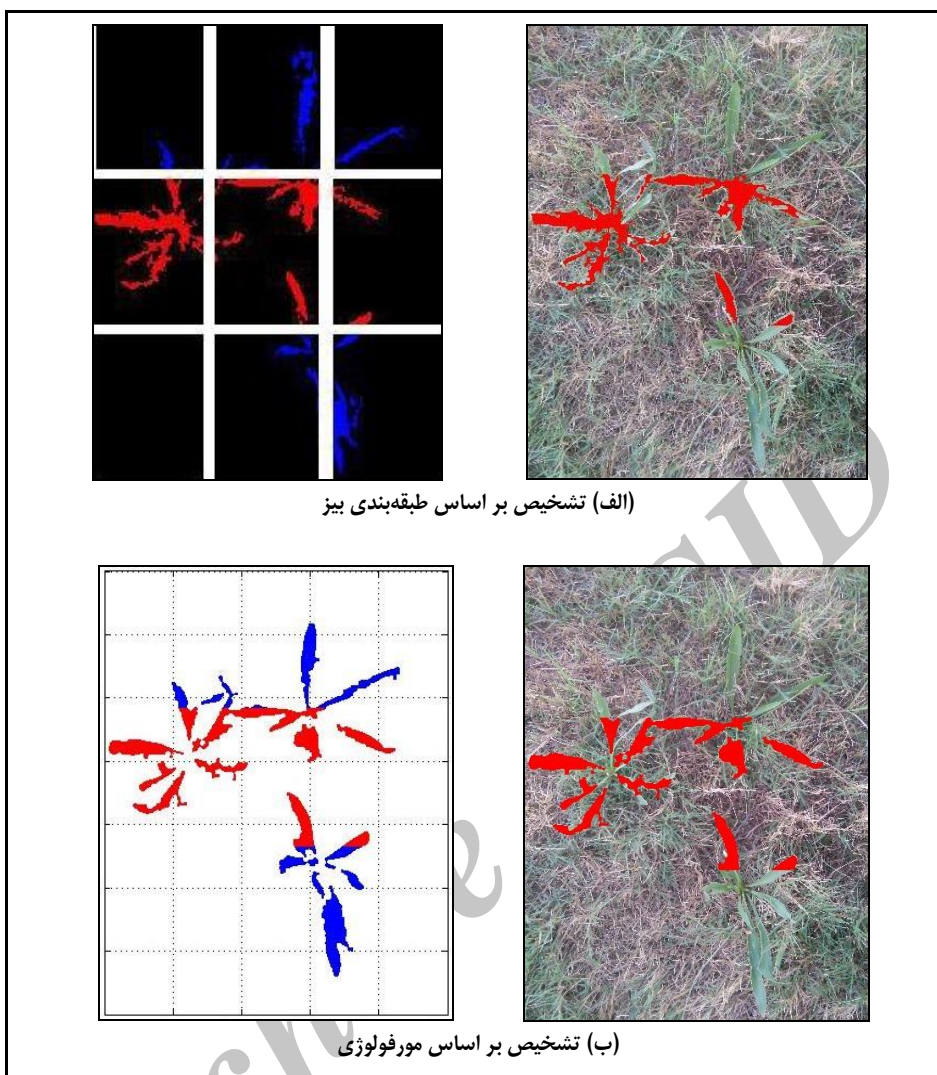 (الف) تشخیص بر اساس طبقه‌بندی بیز
(ب) تشخیص بر اساس مورفولوژی